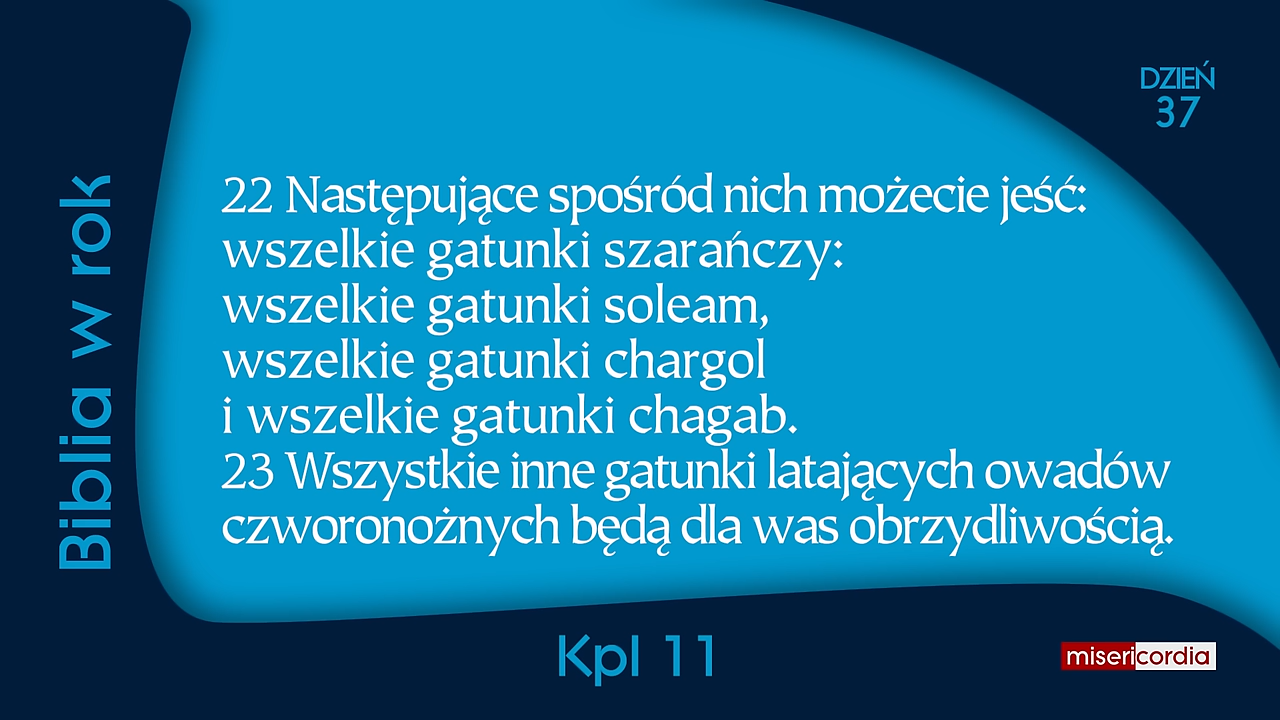 DZIEŃ
37
Biblia w rok
22 Następujące spośród nich możecie jeść:
wszelkie gatunki szarańczy:
wszelkie gatunki soleam,
wszelkie gatunki chargol
i wszelkie gatunki chagab.
23 Wszystkie inne gatunki latających owadów
czworonożnych będą dla was obrzydliwością.
Kpl 11
misericordia